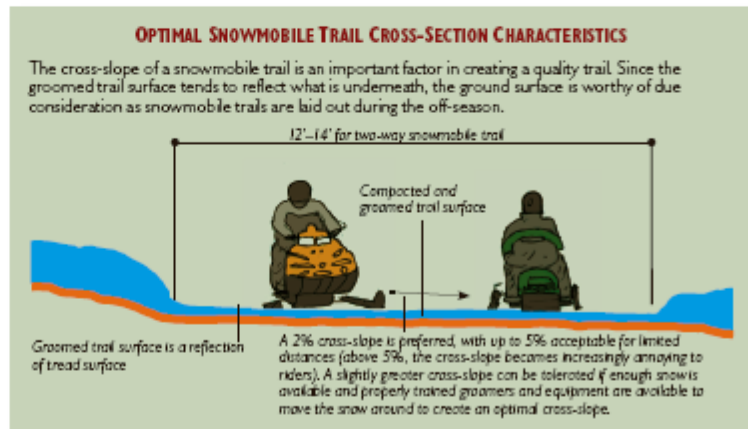 OPTIMAL SNOWMOBILE TRAIL CROSS-SECTION CHARACTERISTICS
The cross-slope of a snowmobile trail is an important factor in creating a quality trail. Since the
groomed trail surface tends to reflect what is underneath, the ground surface is worthy of due
consideration as snowmobile trails are laid out during the off-season.
12'–14' for two-way snowmobile trail
Compacted and
groomed trail surface
Groomed trail surface is a reflection
of tread surface
A 2% cross-slope is preferred, with up to 5% acceptable for limited
distances (above 5%, the cross-slope becomes increasingly annoying to
riders). A slightly greater cross-slope can be tolerated if enough snow is
available and properly trained groomers and equipment are available to
move the snow around to create an optimal cross-slope.